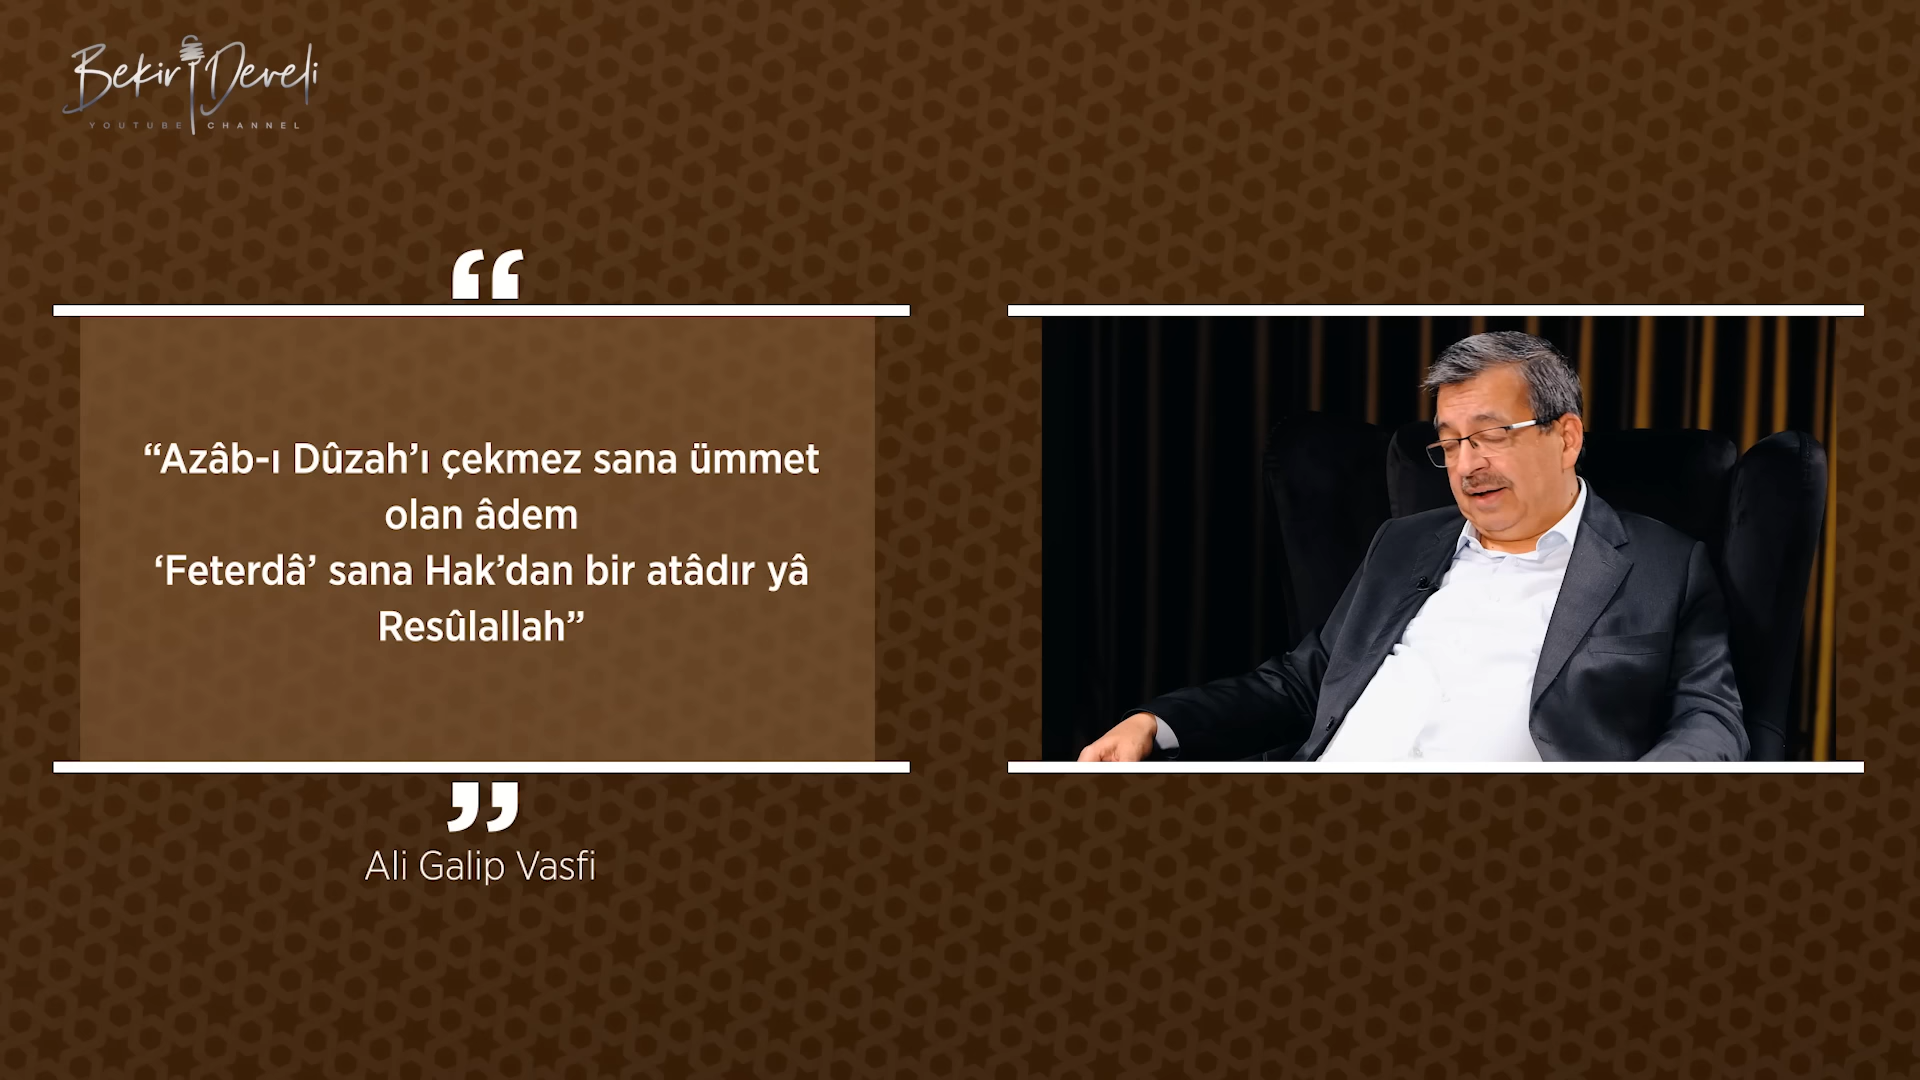 Bekir Develi
YOUTUBE CHANNEL
“
“Azâb-ı Dûzah’ı çekmez sana ümmet
olan âdem
‘Feterdâ’ sana Hak’dan bir atâdır yâ
Resûlallah”
”
Ali Galip Vasfi